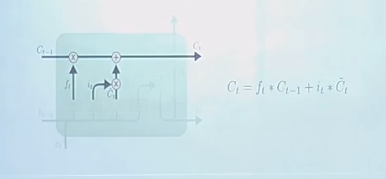 C_{t-1}
C_t
f_t
i_t
C̃_t
C_t = f_t * C_{t-1} + i_t * C̃_t